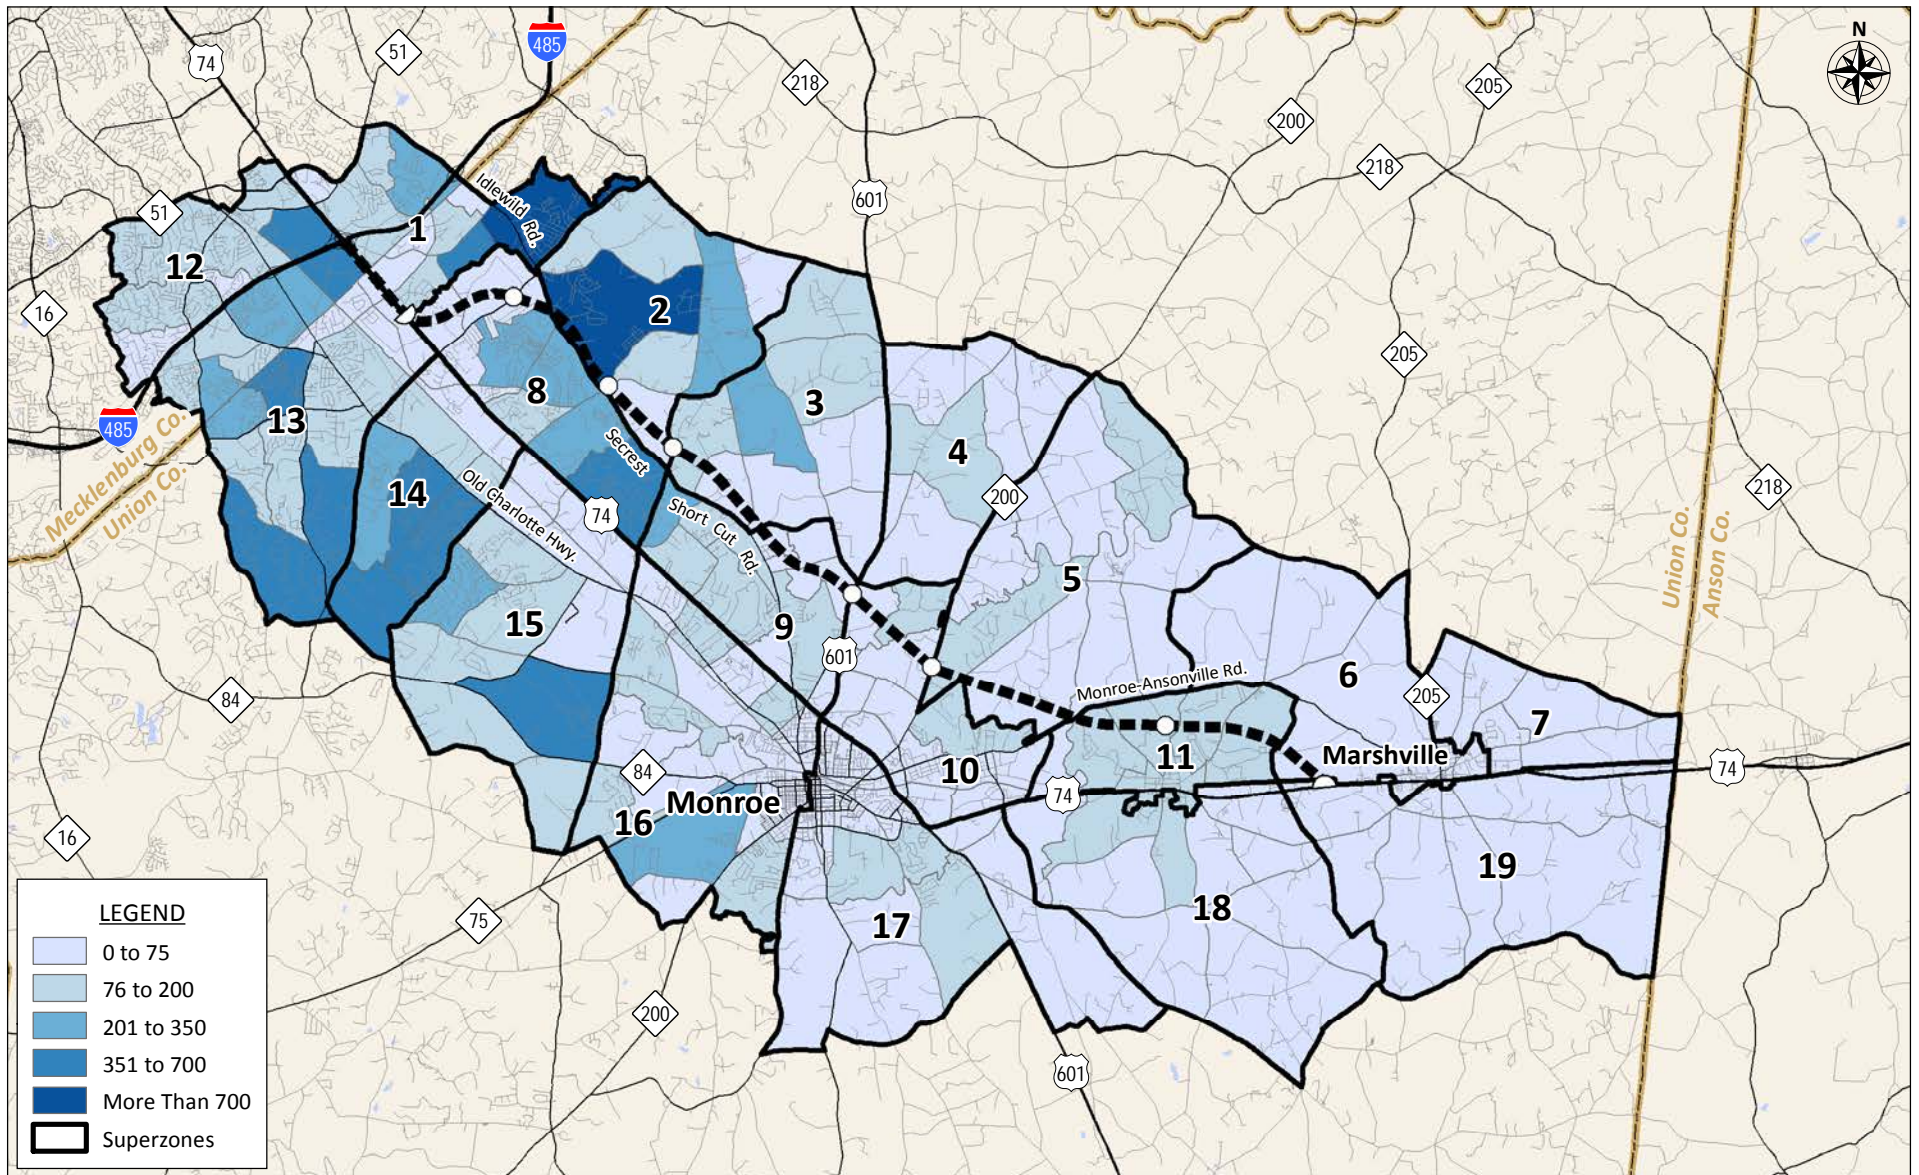 74
51
485
218
205
200
218
N
601
51
Idlewild Rd.
1
12
16
2
205
8
3
13
485
Mecklenburg Co.
Union Co.
4
14
Secrest
Short Cut Rd.
Old Charlotte Hwy.
74
200
218
Union Co.
Anson Co.
5
15
9
601
Monroe-Ansonville Rd.
6
205
7
84
84
10
11
Marshville
74
74
16
Monroe
16
19
18
17
75
200
601
LEGEND
0 to 75
76 to 200
201 to 350
351 to 700
More Than 700
Superzones